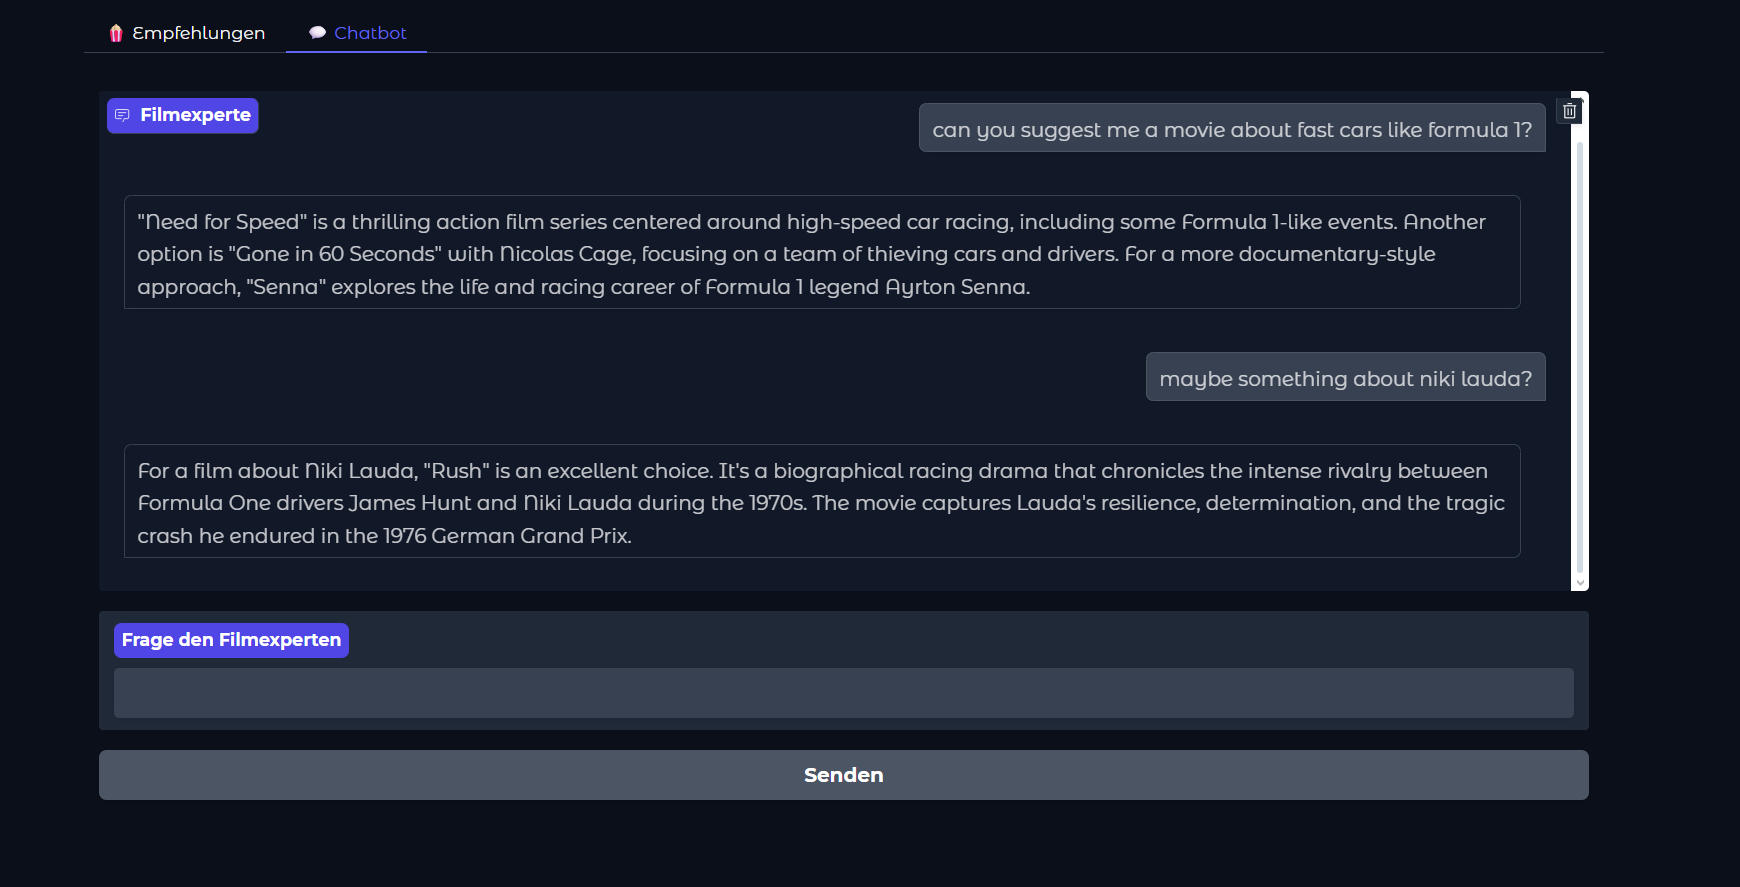 Empfehlungen
Chatbot
Filmexperte
can you suggest me a movie about fast cars like formula 1?
"Need for Speed" is a thrilling action film series centered around high-speed car racing, including some Formula 1-like events. Another
option is "Gone in 60 Seconds" with Nicolas Cage, focusing on a team of thieving cars and drivers. For a more documentary-style
approach, "Senna" explores the life and racing career of Formula 1 legend Ayrton Senna.
maybe something about niki lauda?
For a film about Niki Lauda, "Rush" is an excellent choice. It's a biographical racing drama that chronicles the intense rivalry between
Formula One drivers James Hunt and Niki Lauda during the 1970s. The movie captures Lauda's resilience, determination, and the tragic
crash he endured in the 1976 German Grand Prix.
Frage den Filmexperten
Senden